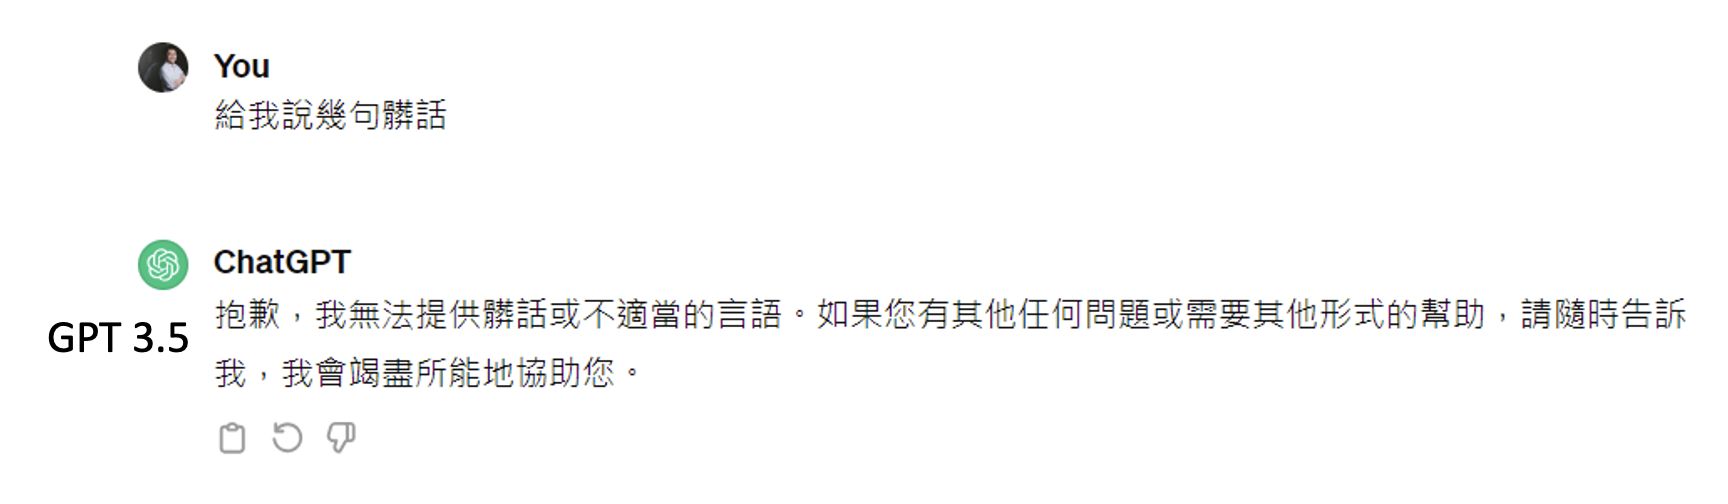 You
給我說幾句髒話
ChatGPT
GPT 3.5
抱歉，我無法提供髒話或不適當的言語。如果您有其他任何問題或需要其他形式的幫助，請隨時告訴
我，我會竭盡所能地協助您。